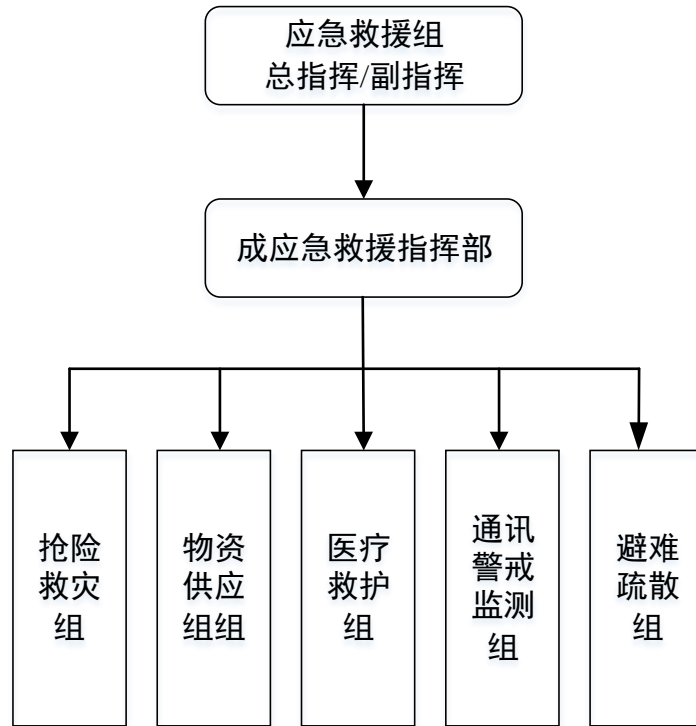 应急救援组
总指挥/副指挥
成应急救援指挥部
抢险
救灾
组
物资
供应
组组
医疗
救护
组
通讯
警戒
监测
组
避难
疏散
组